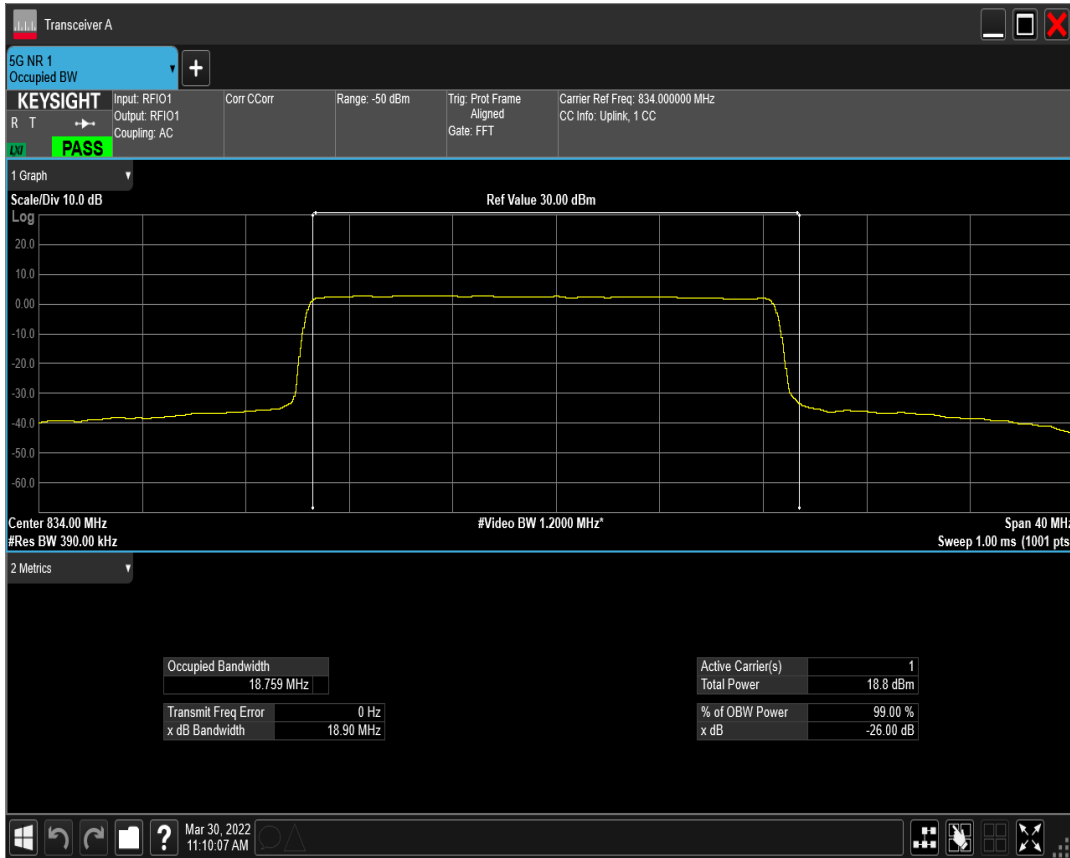 Transceiver A
5G NR 1
Occupied BW
KEYSIGHT
R T
LXI
PASS
Input: RFIO1
Output: RFIO1
Coupling: AC
Corr CCorr
Range: -50 dBm
Trig: Prot Frame
Aligned
Gate: FFT
Carrier Ref Freq: 834.000000 MHz
CC Info: Uplink, 1 CC
1 Graph
Scale/Div 10.0 dB
Ref Value 30.00 dBm
Log
20.0
10.0
0.00
-10.0
-20.0
-30.0
-40.0
-50.0
-60.0
Center 834.00 MHz
#Video BW 1.2000 MHz*
Span 40 MHz
#Res BW 390.00 kHz
Sweep 1.00 ms (1001 pts
2 Metrics
Occupied Bandwidth
18.759 MHz
Transmit Freq Error 0 Hz
x dB Bandwidth 18.90 MHz
Active Carrier(s) 1
Total Power 18.8 dBm
% of OBW Power 99.00 %
x dB -26.00 dB
?
Mar 30, 2022
11:10:07 AM